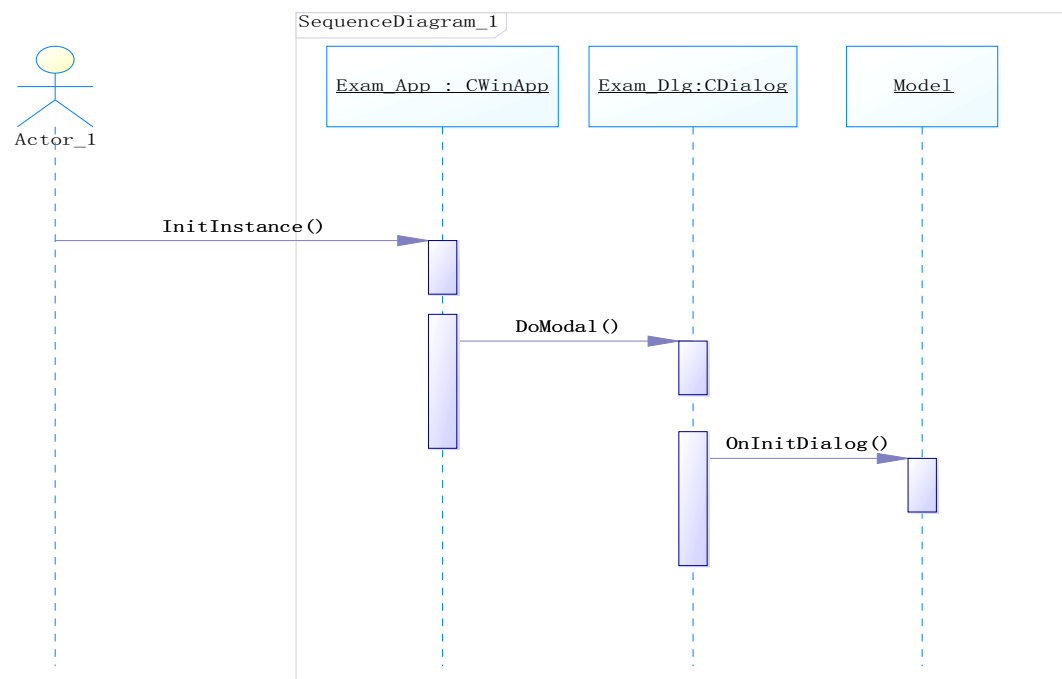 SequenceDiagram_1
Actor_1
Exam_App : CWinApp
Exam_Dlg:CDialog
Model
InitInstance()
DoModal()
OnInitDialog()